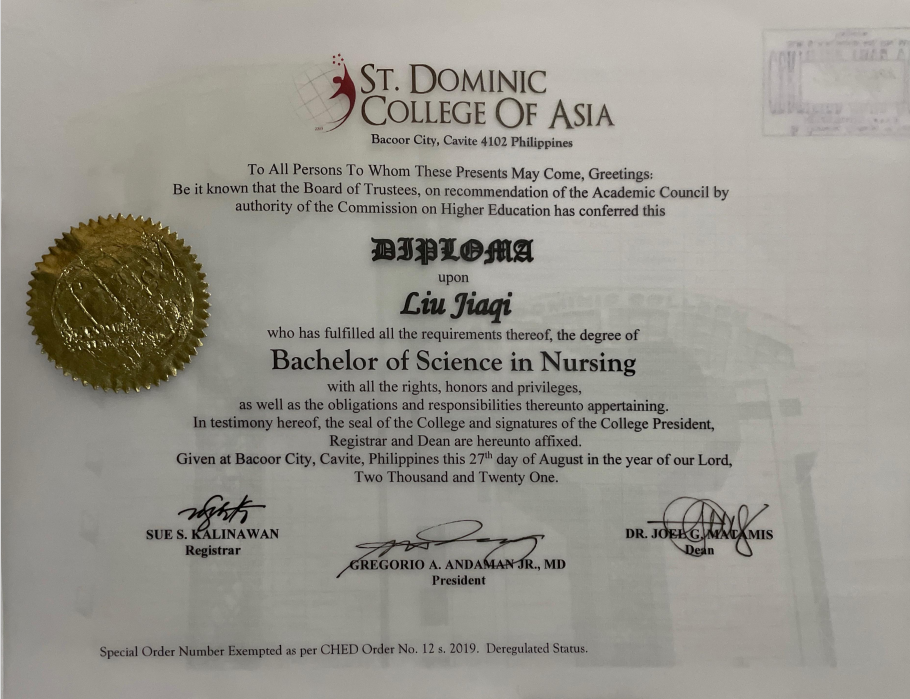 ST. DOMINIC
COLLEGE OF ASIA
Bacoor City, Cavite 4102 Philippines
To All Persons To Whom These Presents May Come, Greetings:
Be it known that the Board of Trustees, on recommendation of the Academic Council by
authority of the Commission on Higher Education has conferred this
DIPLOMA
upon
Liu Jiaqi
who has fulfilled all the requirements thereof, the degree of
Bachelor of Science in Nursing
with all the rights, honors and privileges,
as well as the obligations and responsibilities thereunto appertaining.
In testimony hereof, the seal of the College and signatures of the College President,
Registrar and Dean are hereunto affixed.
Given at Bacoor City, Cavite, Philippines this 27th day of August in the year of our Lord,
Two Thousand and Twenty One.
SUE S. KALINAWAN
Registrar
DR. JOEL G. MATAMIS
Dean
GREGORIO A. ANDAMAN JR., MD
President
Special Order Number Exempted as per CHED Order No. 12 s. 2019. Deregulated Status.